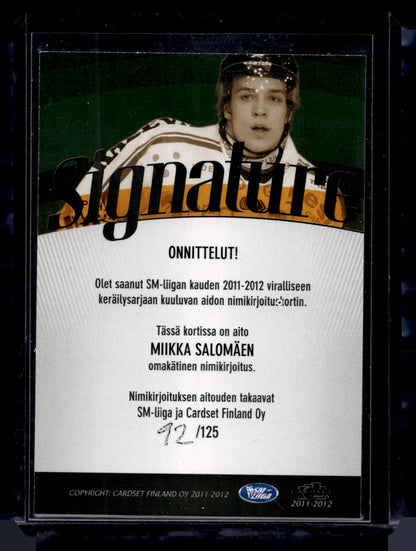 Signature
ONNITTELUT!
Olet saanut SM-liigan kauden 2011-2012 viralliseen
keräilysarjaan kuuluvan aidon nimikirjoituskortin.
Tässä kortissa on aito
MIIKKA SALOMÄEN
omakätinen nimikirjoitus.
Nimikirjoituksen aitouden takaavat
SM-liiga ja Cardset Finland Oy
92/125
COPYRIGHT: CARDSET FINLAND OY 2011-2012
SM-LIIGA
2011-2012